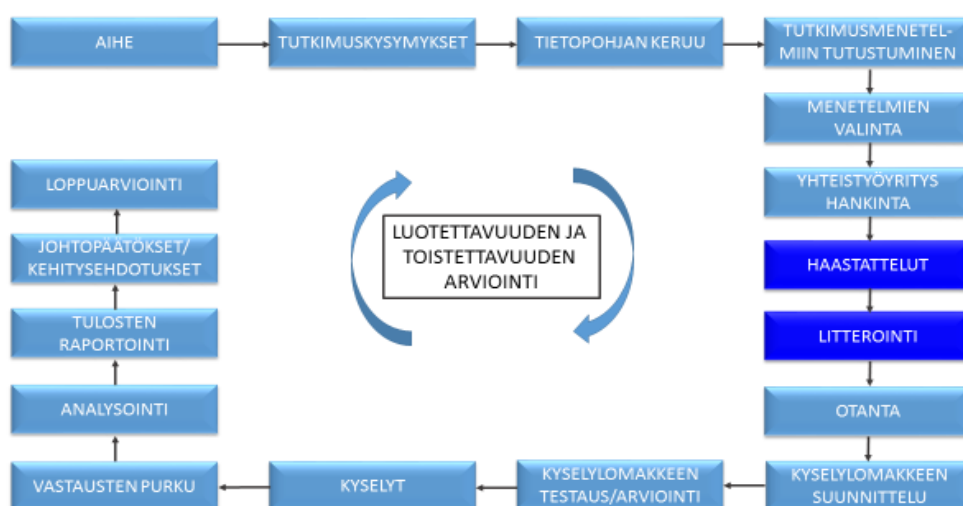 AIHE
TUTKIMUSKYSYMYKSET
TIETOPOHJAN KERUU
TUTKIMUSMENETEL-
MIIN TUTUSTUMINEN
MENETELMIEN
VALINTA
YHTEISTYÖYRITYS
HANKINTA
HAASTATTELUT
LITTEROINTI
OTANTA
KYSELYLOMAKKEEN
SUUNNITTELU
KYSELYLOMAKKEEN
TESTAUS/ARVIOINTI
KYSELYT
VASTAUSTEN PURKU
ANALYSOINTI
TULOSTEN
RAPORTOINTI
JOHTOPÄÄTÖKSET/
KEHITYSEHDOTUKSET
LOPPUARVIOINTI
LUOTETTAVUUDEN JA
TOISTETTAVUUDEN
ARVIOINTI